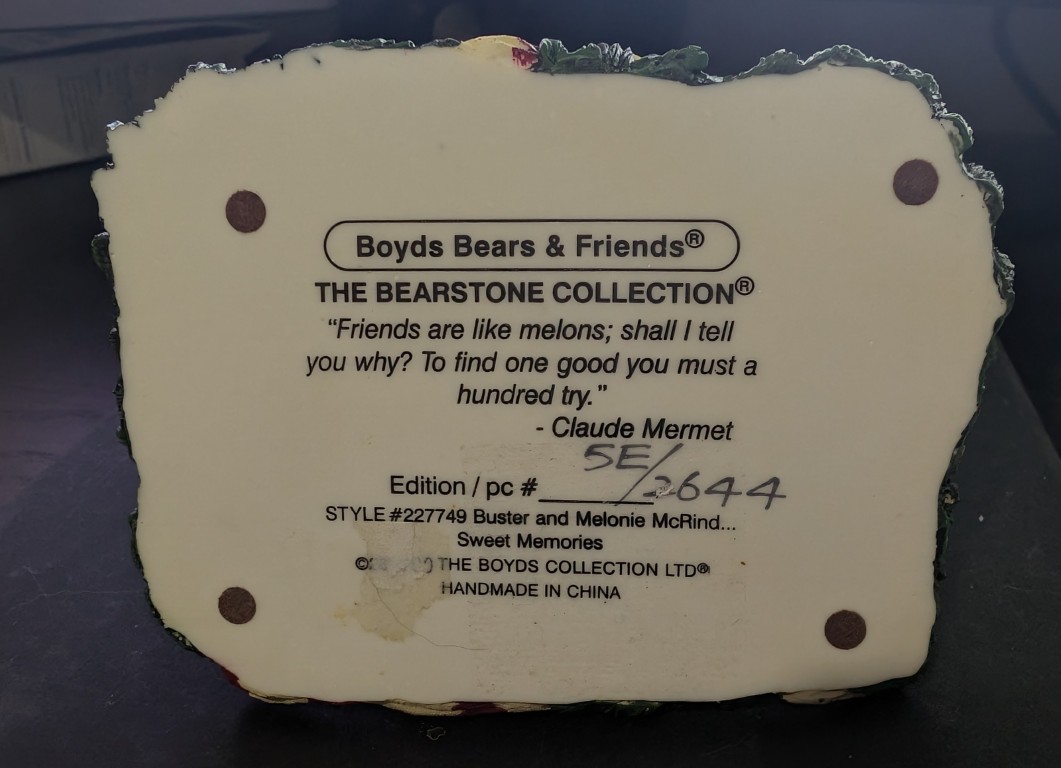 Boyds Bears & Friends®
THE BEARSTONE COLLECTION®
"Friends are like melons; shall I tell
you why? To find one good you must a
hundred try."
- Claude Mermet
Edition / pc # 5E/2644
STYLE #227749 Buster and Melonie McRind...
Sweet Memories
© THE BOYDS COLLECTION LTD®
HANDMADE IN CHINA